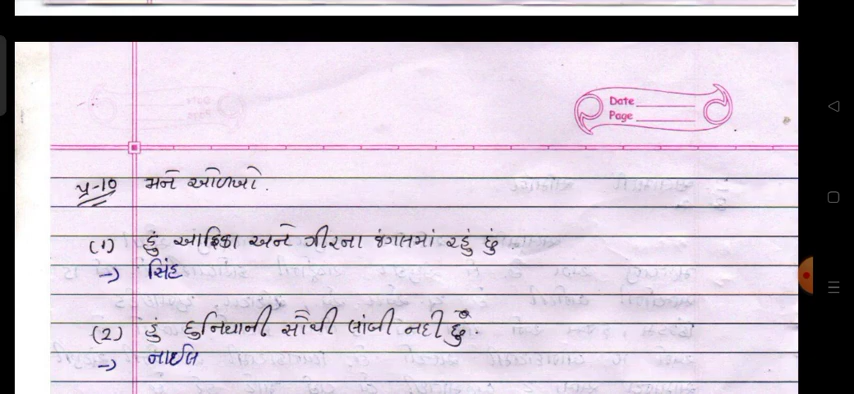 Date
Page
પ્ર-10 મને ઓળખો.
(1) હું આફ્રિકા અને ગીરના જંગલમાં રહું છું
→ સિંહ
(2) હું દુનિયાની સૌથી લાંબી નદી છું.
→ નાઈલ